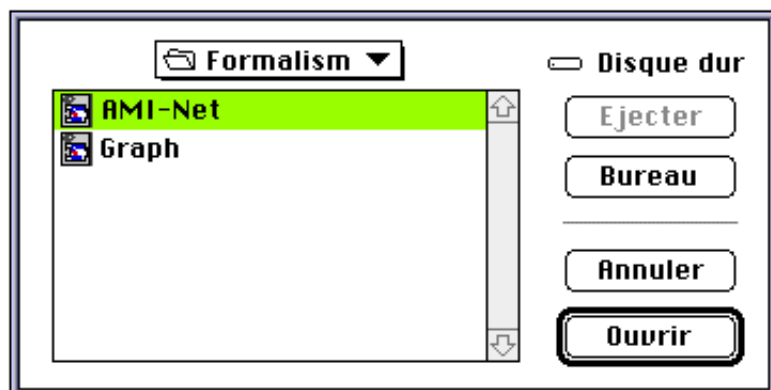 Formalism
Disque dur
AMI-Net
Graph
Ejecter
Bureau
Annuler
Ouvrir